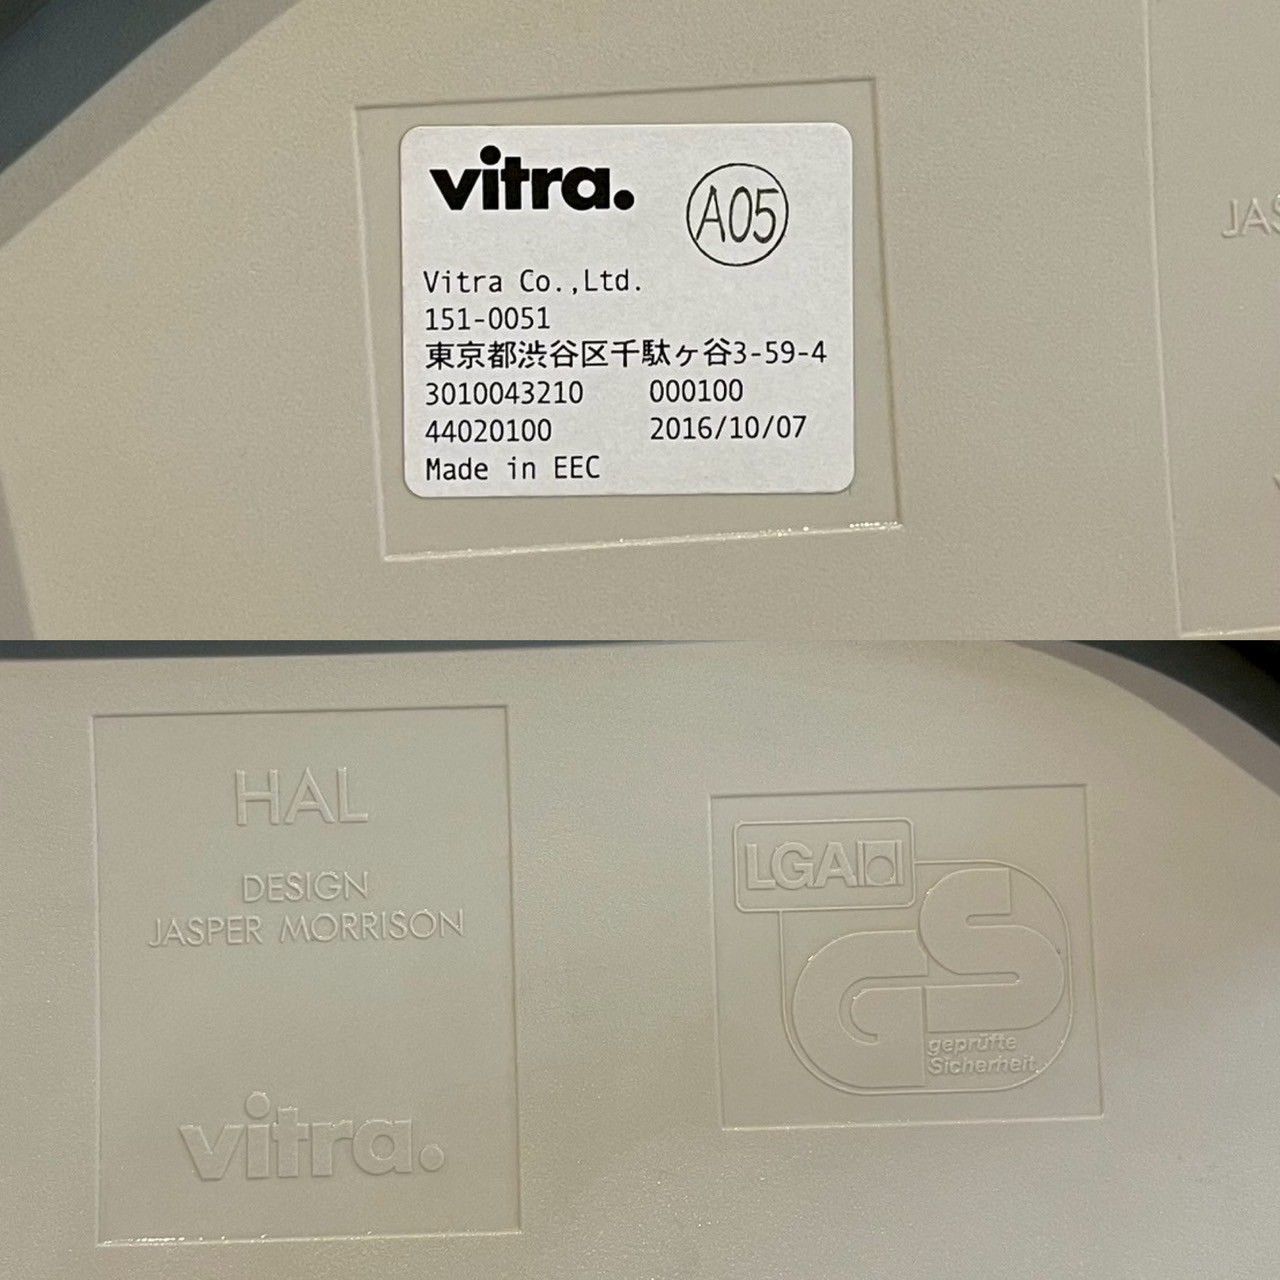 vitra.
A05
Vitra Co.,Ltd.
151-0051
東京都渋谷区千駄ヶ谷3-59-4
3010043210 000100
44020100 2016/10/07
Made in EEC
JAS
HAL
DESIGN
JASPER MORRISON
vitra.
LGA
GS
geprüfte
Sicherheit